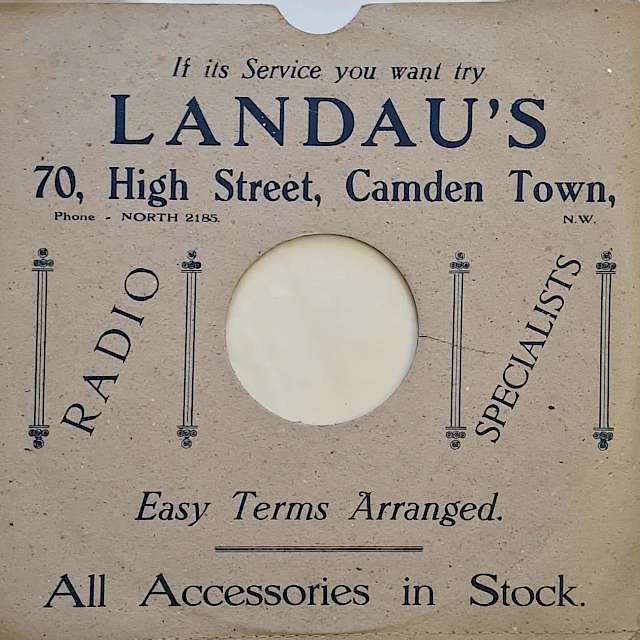 If its Service you want try
LANDAU'S
70, High Street, Camden Town,
Phone - NORTH 2185. N.W.
RADIO SPECIALISTS
Easy Terms Arranged.
All Accessories in Stock.